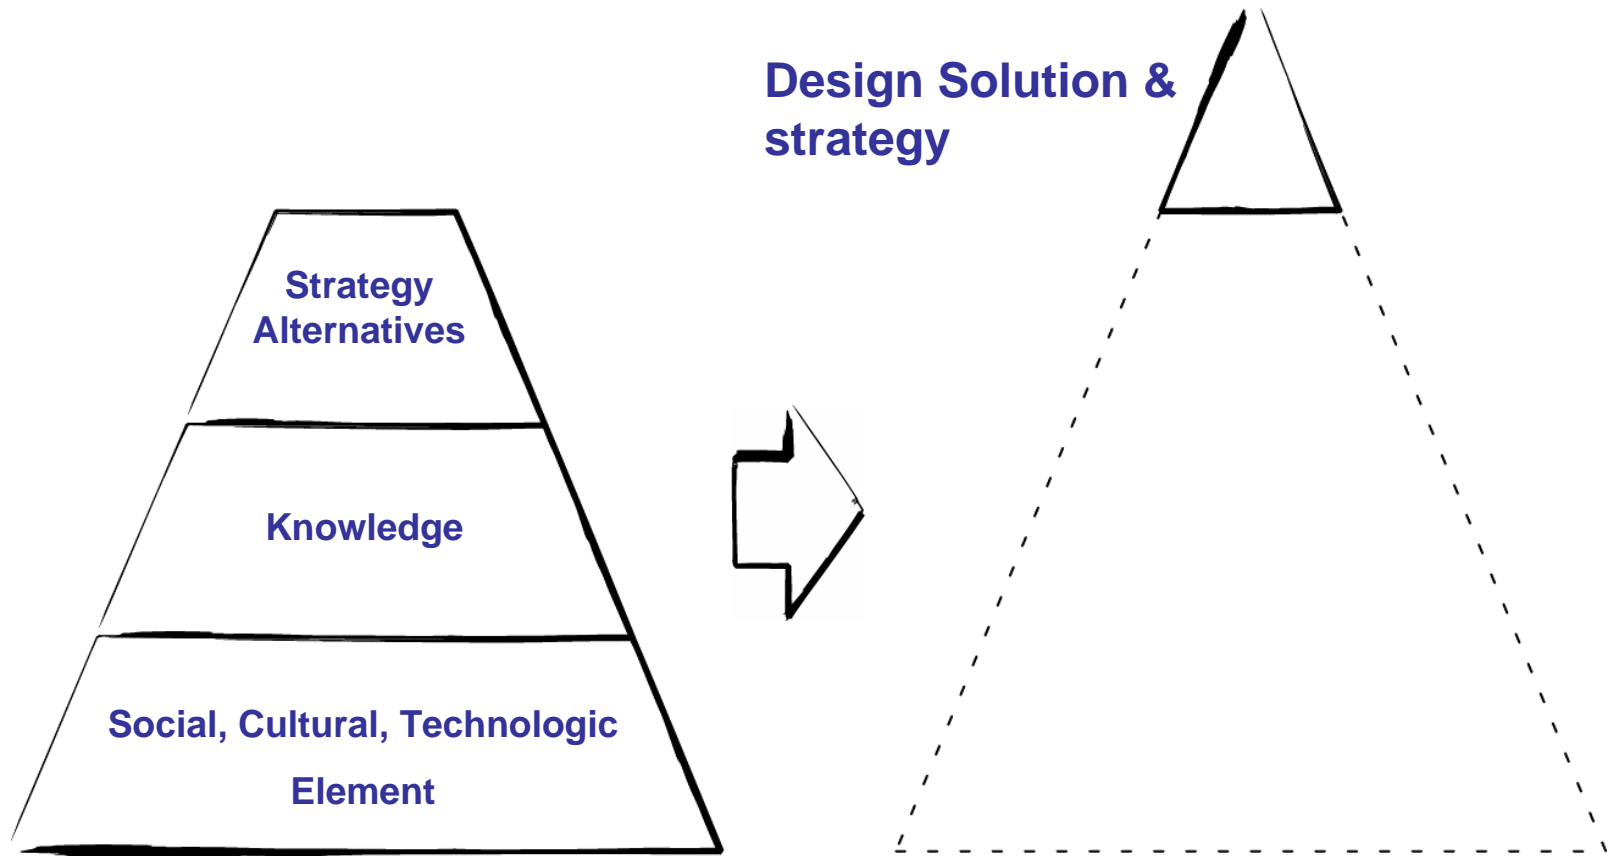 Design Solution &
strategy
Strategy
Alternatives
Knowledge
Social, Cultural, Technologic
Element